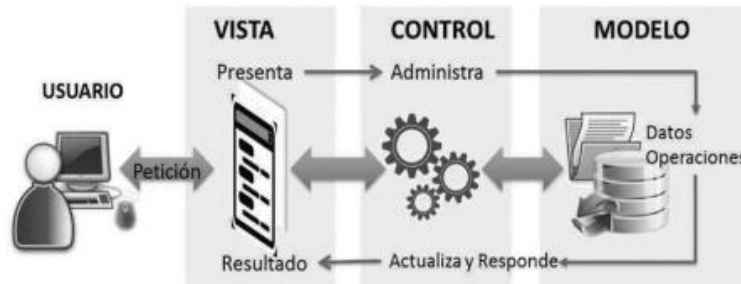 VISTA
CONTROL
MODELO
Presenta
Administra
USUARIO
Petición
Datos
Operaciones
Resultado
Actualiza y Responde